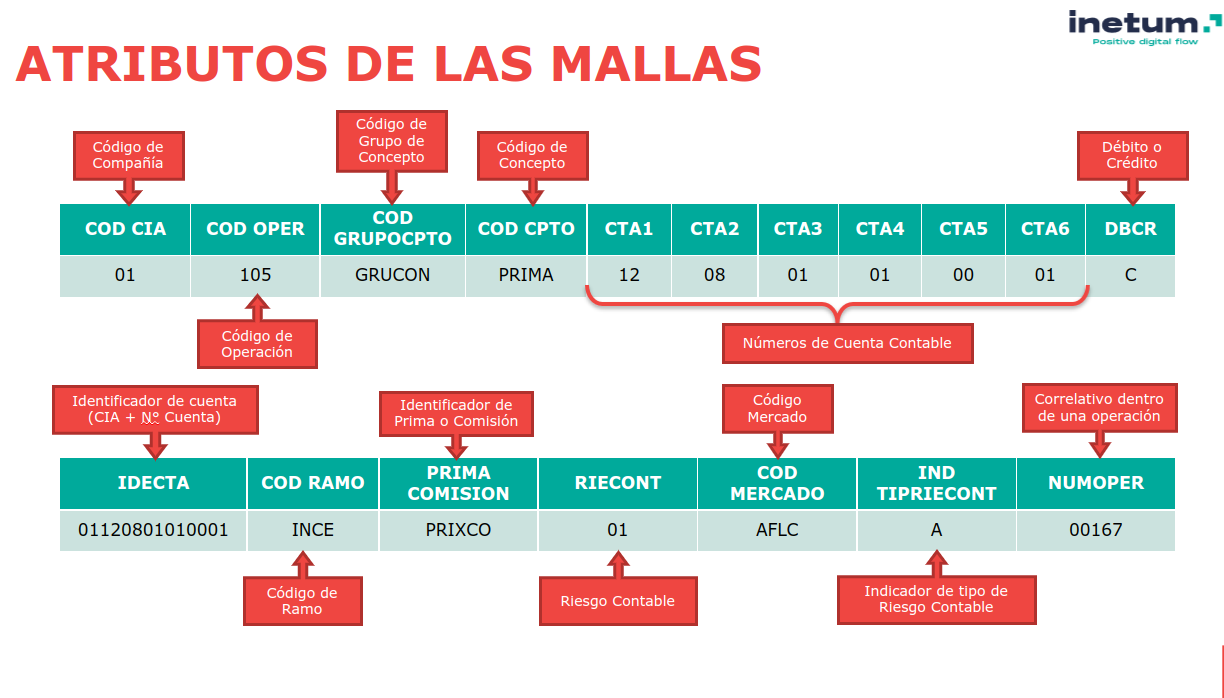 inetum
Positive digital flow
ATRIBUTOS DE LAS MALLAS
Código de
Compañía
Código de
Grupo de
Concepto
Código de
Concepto
Débito o
Crédito
COD CIA
COD OPER
COD
GRUPOCPTO
COD CPTO
CTA1
CTA2
CTA3
CTA4
CTA5
CTA6
DBCR
01
105
GRUCON
PRIMA
12
08
01
01
00
01
C
Código de
Operación
Números de Cuenta Contable
Identificador de cuenta
(CIA + Nº Cuenta)
Identificador de
Prima o Comisión
Código
Mercado
Correlativo dentro
de una operación
IDECTA
COD RAMO
PRIMA
COMISION
RIECONT
COD
MERCADO
IND
TIPRIECONT
NUMOPER
01120801010001
INCE
PRIXCO
01
AFLC
A
00167
Código de
Ramo
Riesgo Contable
Indicador de tipo de
Riesgo Contable